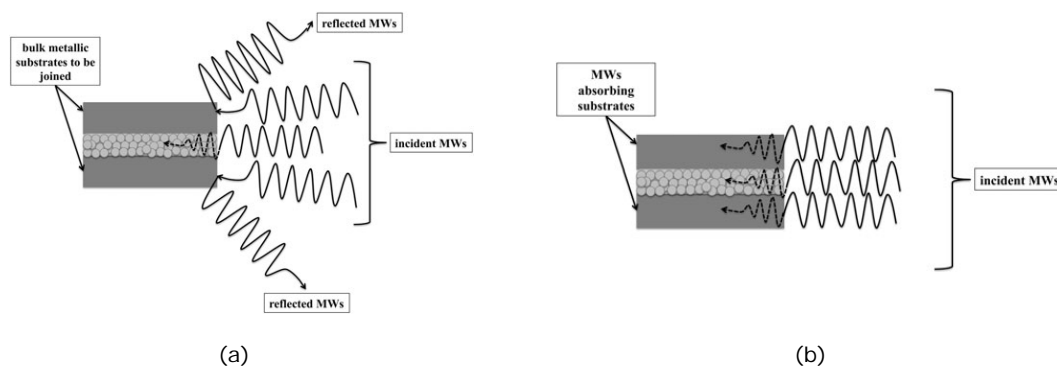 reflected MWs
bulk metallic
substrates to be
joined
incident MWs
reflected MWs
(a)
MWs
absorbing
substrates
incident MWs
(b)